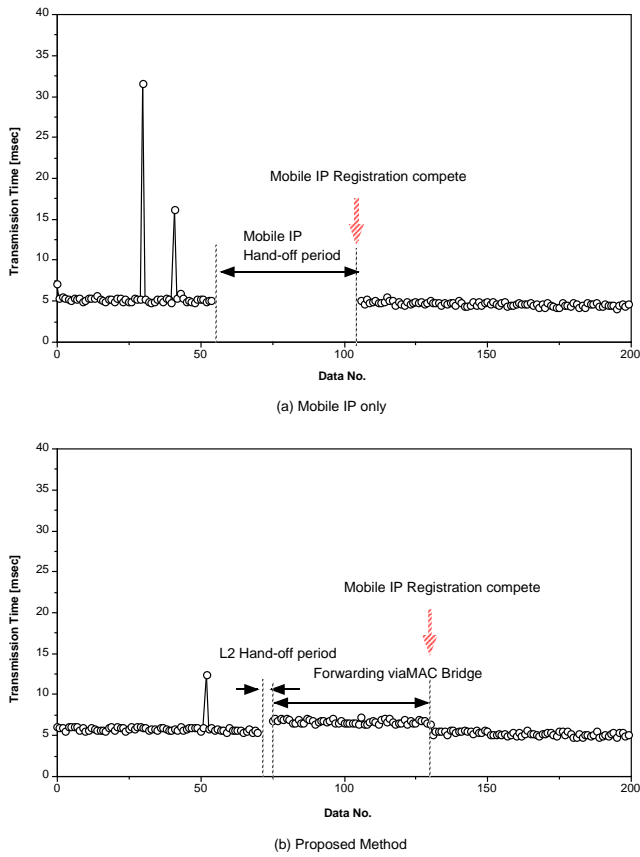 40
35
30
25
20
15
10
5
0
Transmission Time [msec]
Mobile IP Registration compete
Mobile IP
Hand-off period
0 50 100 150 200
Data No.
(a) Mobile IP only
40
35
30
25
20
15
10
5
0
Transmission Time [msec]
Mobile IP Registration compete
L2 Hand-off period
Forwarding viaMAC Bridge
0 50 100 150 200
Data No.
(b) Proposed Method